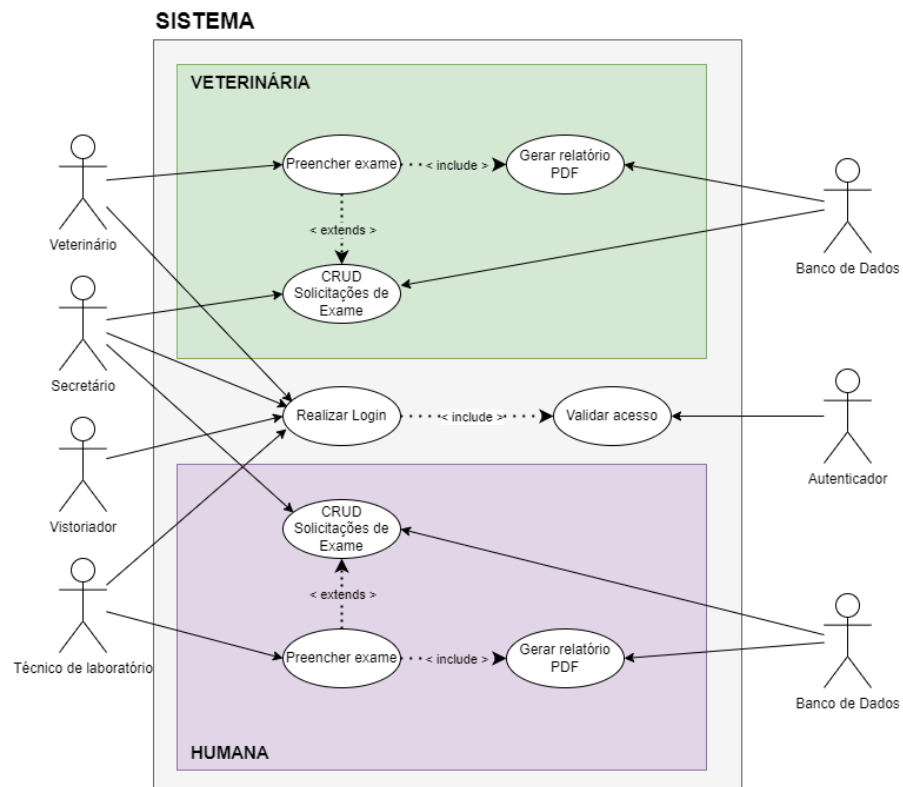 SISTEMA
VETERINÁRIA
Preencher exame
< include >
Gerar relatório
PDF
Veterinário
Banco de Dados
< extends >
CRUD
Solicitações de
Exame
Secretário
Realizar Login
< include >
Validar acesso
Autenticador
Vistoriador
CRUD
Solicitações de
Exame
< extends >
Técnico de laboratório
Preencher exame
< include >
Gerar relatório
PDF
Banco de Dados
HUMANA